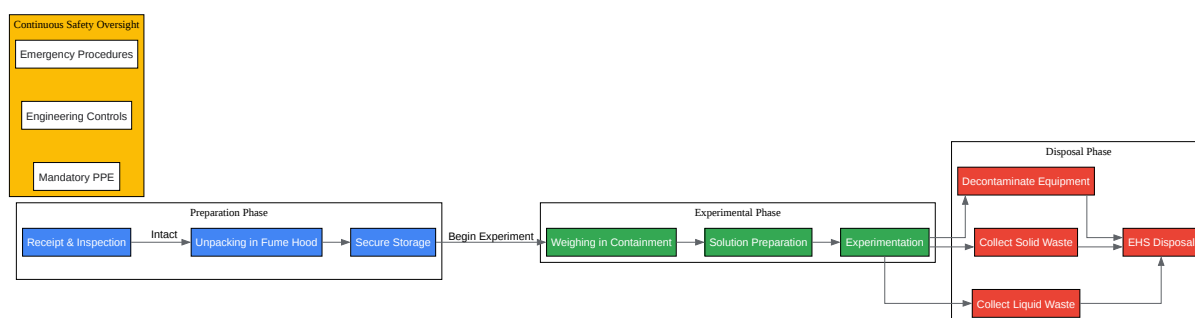 Continuous Safety Oversight
Emergency Procedures
Engineering Controls
Mandatory PPE
Preparation Phase
Receipt & Inspection
Intact
Unpacking in Fume Hood
Secure Storage
Begin Experiment
Experimental Phase
Weighing in Containment
Solution Preparation
Experimentation
Disposal Phase
Decontaminate Equipment
Collect Solid Waste
EHS Disposal
Collect Liquid Waste